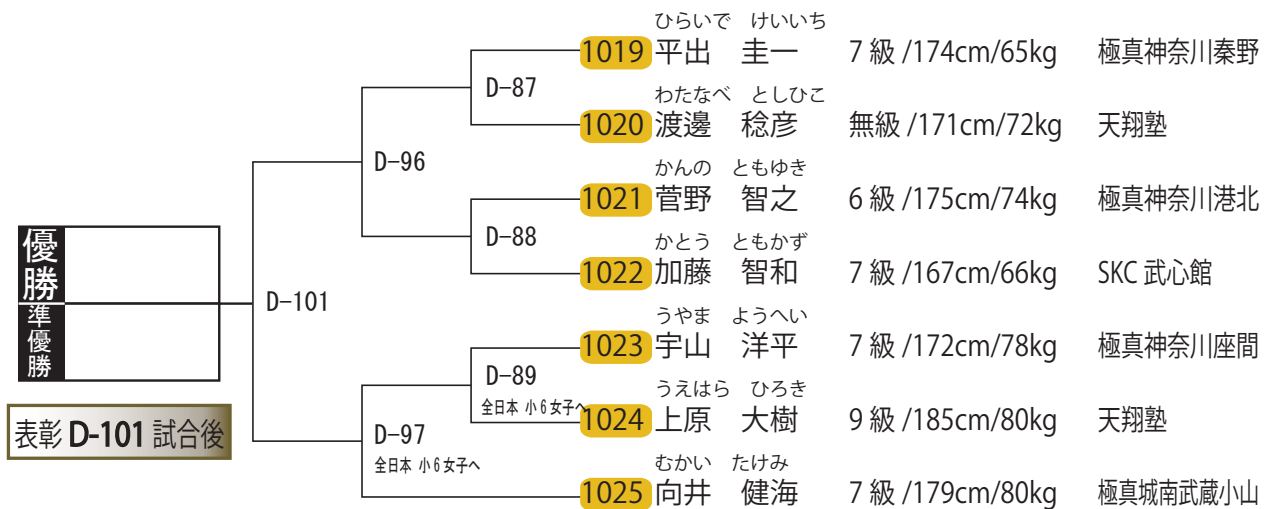 ひらいで けいいち
1019 平出 圭一 7級 /174cm/65kg 極真神奈川秦野
D-87
わたなべ としひこ
1020 渡邊 稔彦 無級 /171cm/72kg 天翔塾
D-96
かんの ともゆき
1021 菅野 智之 6級 /175cm/74kg 極真神奈川港北
D-88
かとう ともかず
1022 加藤 智和 7級 /167cm/66kg SKC 武心館
優勝
D-101
準優勝
うやま ようへい
1023 宇山 洋平 7級 /172cm/78kg 極真神奈川座間
D-89
全日本 小6女子へ
うえはら ひろき
1024 上原 大樹 9級 /185cm/80kg 天翔塾
表彰 D-101 試合後
D-97
全日本 小6女子へ
むかい たけみ
1025 向井 健海 7級 /179cm/80kg 極真城南武蔵小山